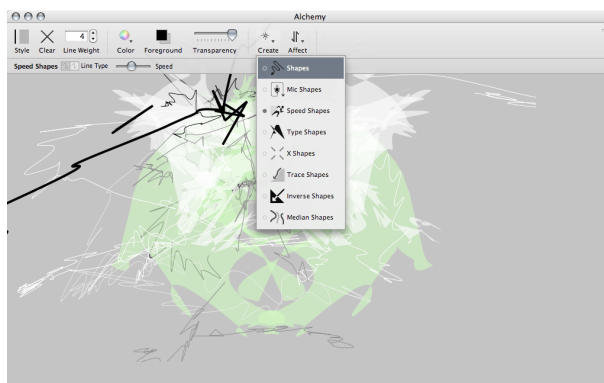 Alchemy
4
Style Clear Line Weight Color Foreground Transparency Create Affect
Speed Shapes Line Type Speed
Shapes
Mic Shapes
Speed Shapes
Type Shapes
X Shapes
Trace Shapes
Inverse Shapes
Median Shapes